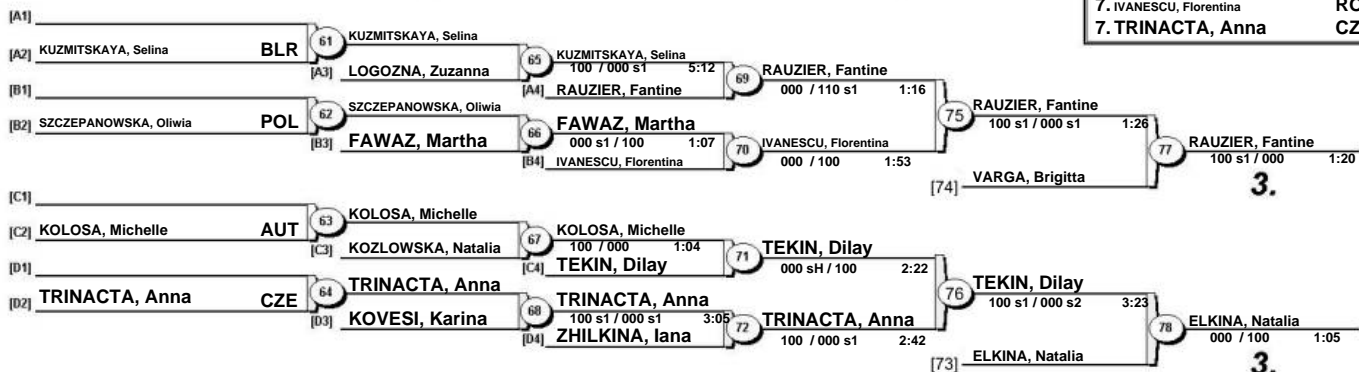 7. IVANESCU, Florentina
7. TRINACTA, Anna CZ
[A1]
[A2] KUZMITSKAYA, Selina BLR
61
KUZMITSKAYA, Selina
[A3] LOGOZNA, Zuzanna
65
KUZMITSKAYA, Selina
100 / 000 s1 5:12
[A4] RAUZIER, Fantine
69
RAUZIER, Fantine
000 / 110 s1 1:16
[B1]
[B2] SZCZEPANOWSKA, Oliwia POL
62
SZCZEPANOWSKA, Oliwia
[B3] FAWAZ, Martha
66
FAWAZ, Martha
000 s1 / 100 1:07
[B4] IVANESCU, Florentina
70
IVANESCU, Florentina
000 / 100 1:53
75
RAUZIER, Fantine
100 s1 / 000 s1 1:26
[74] VARGA, Brigitta
77
RAUZIER, Fantine
100 s1 / 000 1:20
3.
[C1]
[C2] KOLOSA, Michelle AUT
63
KOLOSA, Michelle
[C3] KOZLOWSKA, Natalia
67
KOLOSA, Michelle
100 / 000 1:04
[C4] TEKIN, Dilay
71
TEKIN, Dilay
000 sH / 100 2:22
[D1]
[D2] TRINACTA, Anna CZE
64
TRINACTA, Anna
[D3] KOVESI, Karina
68
TRINACTA, Anna
100 s1 / 000 s1 3:05
[D4] ZHILKINA, Iana
72
TRINACTA, Anna
100 / 000 s1 2:42
76
TEKIN, Dilay
100 s1 / 000 s2 3:23
[73] ELKINA, Natalia
78
ELKINA, Natalia
000 / 100 1:05
3.